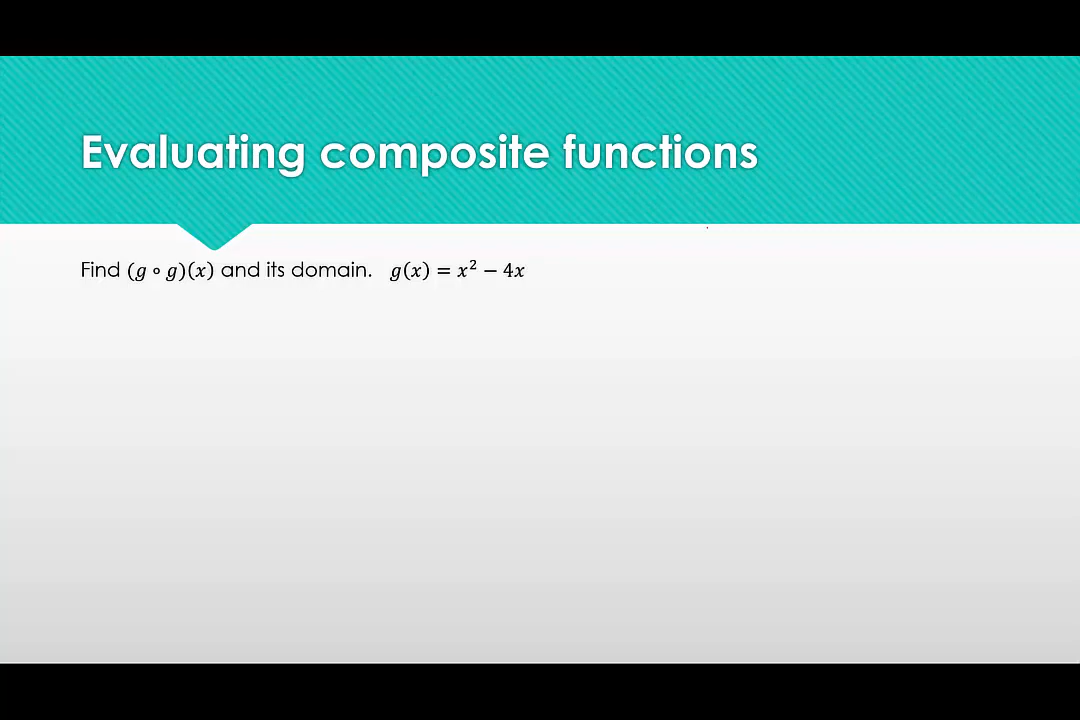 Evaluating composite functions
Find (g ∘ g)(x) and its domain. g(x) = x² − 4x